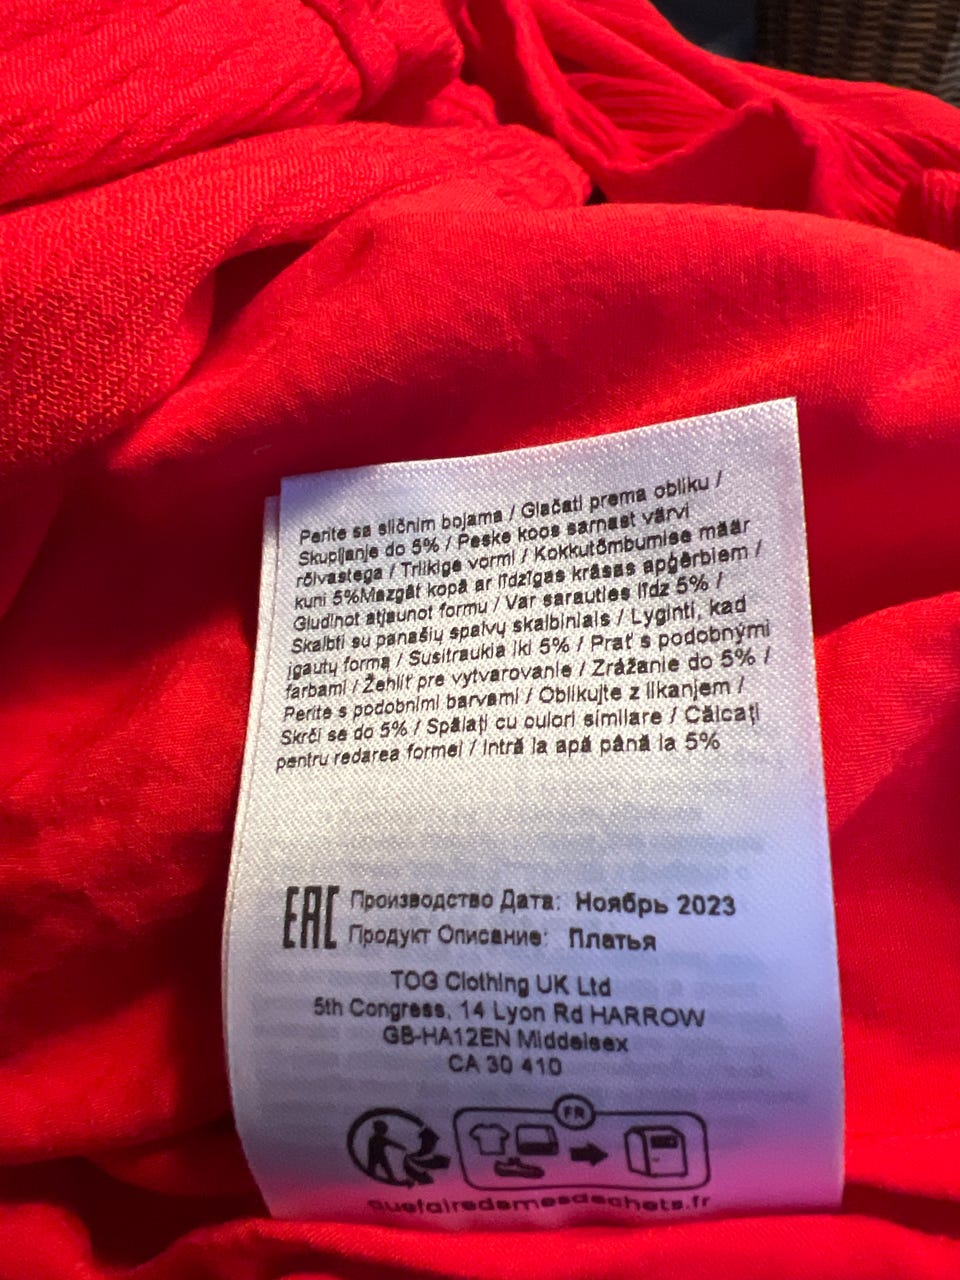 Perite sa sličnim bojama / Glačati prema obliku /
Skupljanje do 5% / Peske koos sarnast värvi
rõivastega / Triikige vormi / Kokkutõmbumise määr
kuni 5%Mazgāt kopā ar līdzīgas krāsas apģērbiem /
Gludinot atjaunot formu / Var sarauties līdz 5% /
Skalbti su panašių spalvų skalbiniais / Lyginti, kad
įgautų formą / Susitraukia iki 5% / Prať s podobnými
farbami / Žehliť pre vytvarovanie / Zrážanie do 5% /
Perite s podobnimi barvami / Oblikujte z likanjem /
Skrči se do 5% / Spălați cu culori similare / Călcați
pentru redarea formei / Intră la apă până la 5%
EAC Производство Дата: Ноябрь 2023
Продукт Описание: Платья
TOG Clothing UK Ltd
5th Congress, 14 Lyon Rd HARROW
GB-HA12EN Middelsex
CA 30 410
FR
quefairedemesdechets.fr